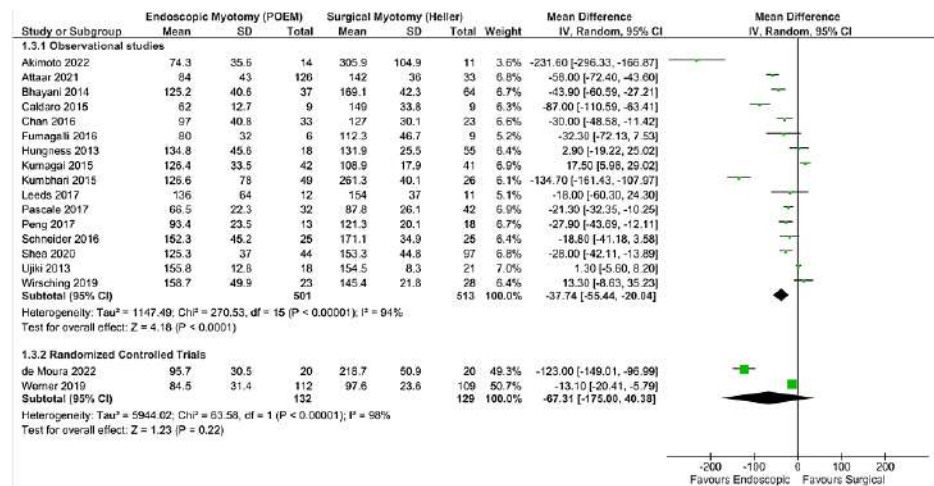 Endoscopic Myotomy (POEM) Surgical Myotomy (Heller) Mean Difference Mean Difference
Study or Subgroup Mean SD Total Mean SD Total Weight IV, Random, 95% CI IV, Random, 95% CI
1.3.1 Observational studies
Akimoto 2022 74.3 35.6 14 305.9 104.9 11 3.6% -231.60 [-296.33, -166.87]
Attaar 2021 84 43 126 142 36 33 7.0% -58.00 [-72.40, -43.60]
Bhayani 2014 125.2 40.6 37 169.1 42.3 64 6.8% -43.90 [-60.59, -27.21]
Caldaro 2015 62 12.7 9 149 33.8 9 6.3% -87.00 [-110.59, -63.41]
Chan 2016 97 40.8 33 127 30.1 23 6.7% -30.00 [-48.58, -11.42]
Fumagalli 2016 80 32 6 112.3 46.7 9 5.2% -32.30 [-72.13, 7.53]
Hungness 2013 134.8 45.6 18 131.9 25.5 55 6.4% 2.90 [-19.22, 25.02]
Kumagai 2015 126.4 33.5 42 108.9 17.9 41 7.1% 17.50 [5.98, 29.02]
Kumbhari 2015 126.6 78 49 261.3 40.1 26 6.1% -134.70 [-161.43, -107.97]
Leeds 2017 136 64 12 154 37 11 5.0% -18.00 [-60.30, 24.30]
Pascale 2017 66.5 22.3 32 87.8 26.1 42 7.1% -21.30 [-32.35, -10.25]
Peng 2017 93.4 23.5 13 121.3 20.1 18 6.8% -27.90 [-43.69, -12.11]
Schneider 2016 152.3 45.2 25 171.1 34.9 25 6.4% -18.80 [-41.18, 3.58]
Shea 2020 125.3 37 44 153.3 44.8 97 6.9% -28.00 [-42.11, -13.89]
Ujiki 2013 155.8 12.6 18 154.5 8.3 21 7.2% 1.30 [-5.60, 8.20]
Wirsching 2019 158.7 49.9 23 145.4 21.8 28 6.4% 13.30 [-8.63, 35.23]
Subtotal (95% CI) 501 513 100.0% -37.74 [-55.44, -20.04]
Heterogeneity: Tau² = 1147.49; Chi² = 270.53, df = 15 (P < 0.00001); I² = 94%
Test for overall effect: Z = 4.18 (P < 0.0001)
1.3.2 Randomized Controlled Trials
de Moura 2022 95.7 30.5 20 218.7 50.9 20 49.3% -123.00 [-149.01, -96.99]
Werner 2019 84.5 31.4 112 97.6 23.6 109 50.7% -13.10 [-20.41, -5.79]
Subtotal (95% CI) 132 129 100.0% -67.31 [-175.00, 40.38]
Heterogeneity: Tau² = 5944.02; Chi² = 63.58, df = 1 (P < 0.00001); I² = 98%
Test for overall effect: Z = 1.23 (P = 0.22)
-200 -100 0 100 200
Favours Endoscopic Favours Surgical